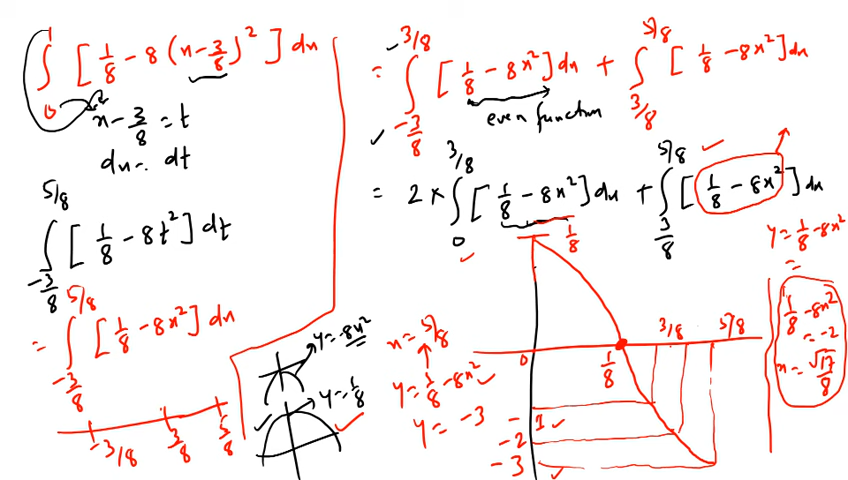 ∫₀¹ [1/8 - 8(x - 3/8)²] dx
x - 3/8 = t
dx = dt
∫_{-3/8}^{5/8} [1/8 - 8t²] dt
= ∫_{-3/8}^{5/8} [1/8 - 8x²] dx
-3/8 3/8 5/8
= ∫_{-3/8}^{3/8} [1/8 - 8x²] dx + ∫_{3/8}^{5/8} [1/8 - 8x²] dx
even function
= 2 × ∫₀^{3/8} [1/8 - 8x²] dx + ∫_{3/8}^{5/8} [1/8 - 8x²] dx
y = 1/8 - 8x²
=
1/8 - 8x²
= -2
x = √17/8
y = -8x²
y = 1/8
x = 5/8
y = 1/8 - 8x²
y = -3
1/8
0 1/8 3/8 5/8
-1
-2
-3